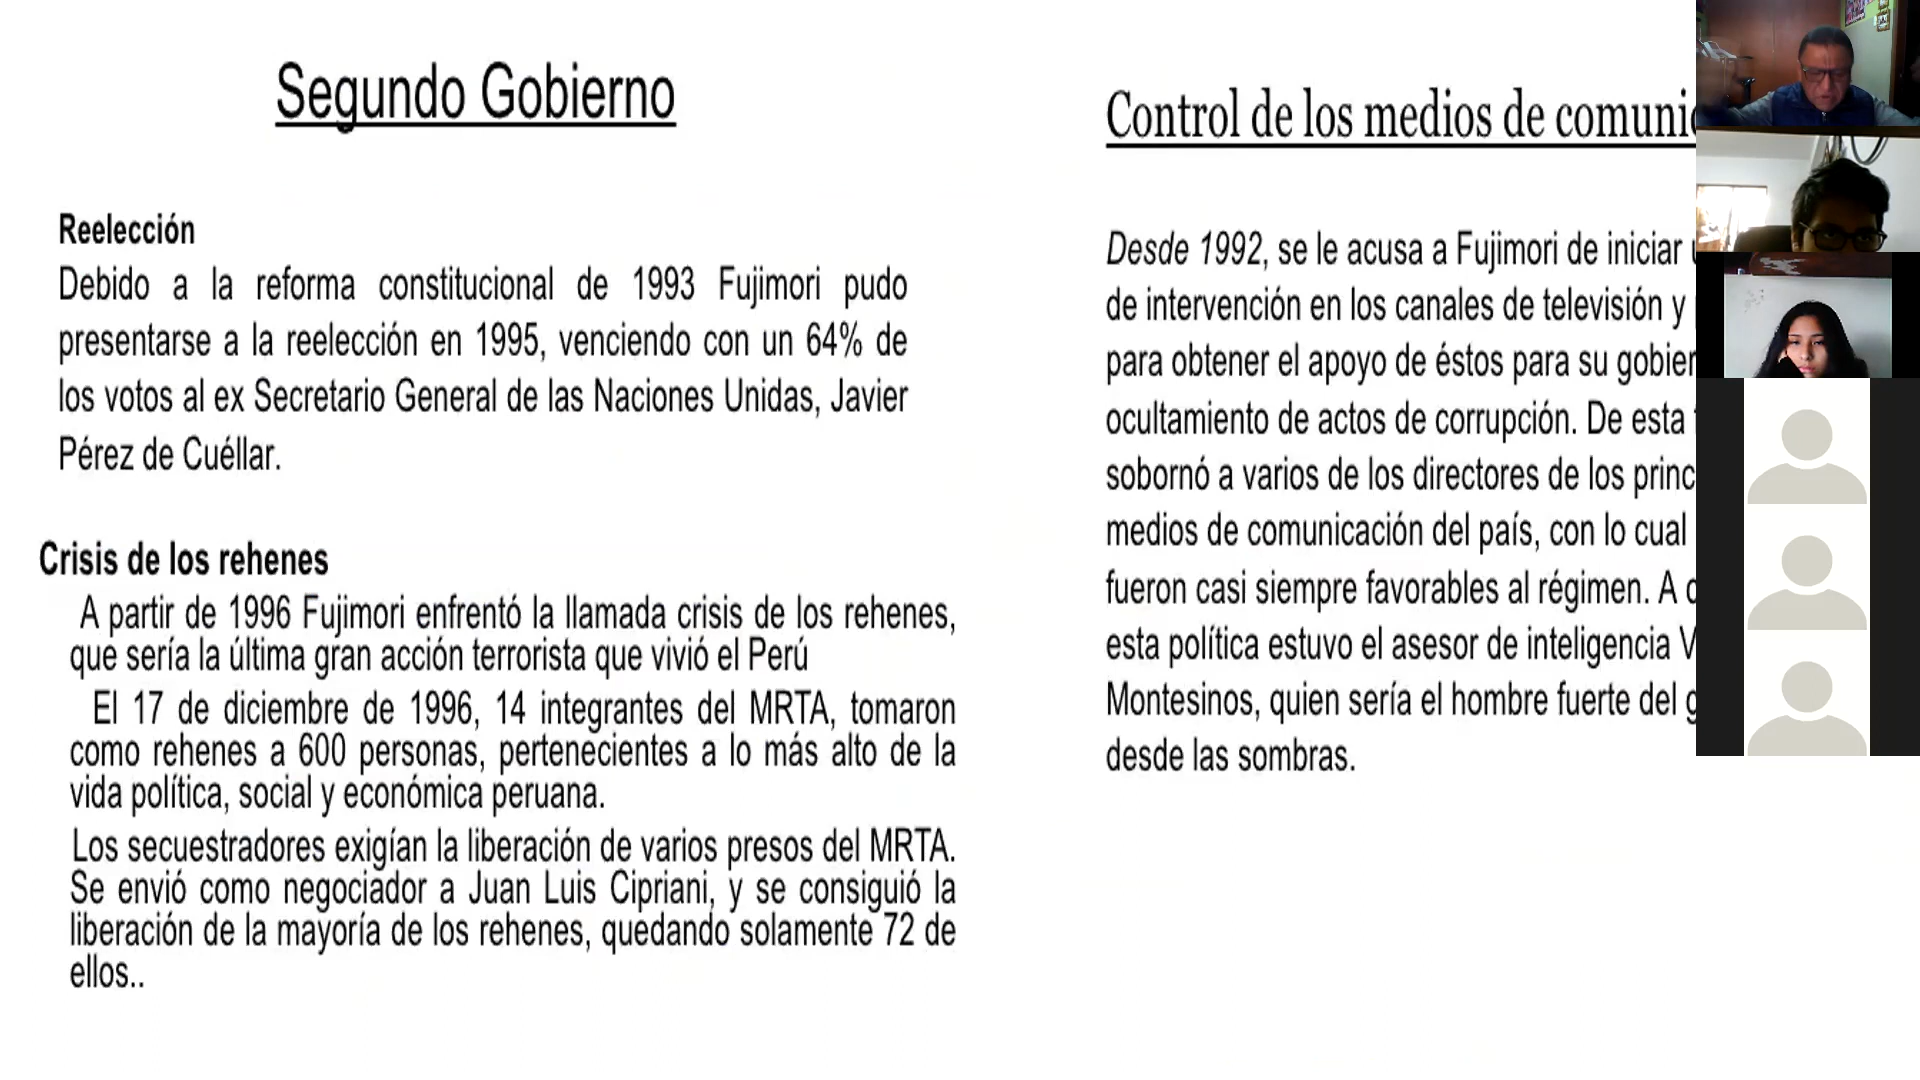 Segundo Gobierno
Reelección
Debido a la reforma constitucional de 1993 Fujimori pudo
presentarse a la reelección en 1995, venciendo con un 64% de
los votos al ex Secretario General de las Naciones Unidas, Javier
Pérez de Cuéllar.
Crisis de los rehenes
A partir de 1996 Fujimori enfrentó la llamada crisis de los rehenes,
que sería la última gran acción terrorista que vivió el Perú
El 17 de diciembre de 1996, 14 integrantes del MRTA, tomaron
como rehenes a 600 personas, pertenecientes a lo más alto de la
vida política, social y económica peruana.
Los secuestradores exigían la liberación de varios presos del MRTA.
Se envió como negociador a Juan Luis Cipriani, y se consiguió la
liberación de la mayoría de los rehenes, quedando solamente 72 de
ellos..
Control de los medios de
Desde 1992, se le acusa a Fujimori de iniciar
de intervención en los canales de televisión y
para obtener el apoyo de éstos para su
ocultamiento de actos de corrupción. De esta
sobornó a varios de los directores de los
medios de comunicación del país, con lo cual
fueron casi siempre favorables al régimen. A
esta política estuvo el asesor de inteligencia
Montesinos, quien sería el hombre fuerte del
desde las sombras.